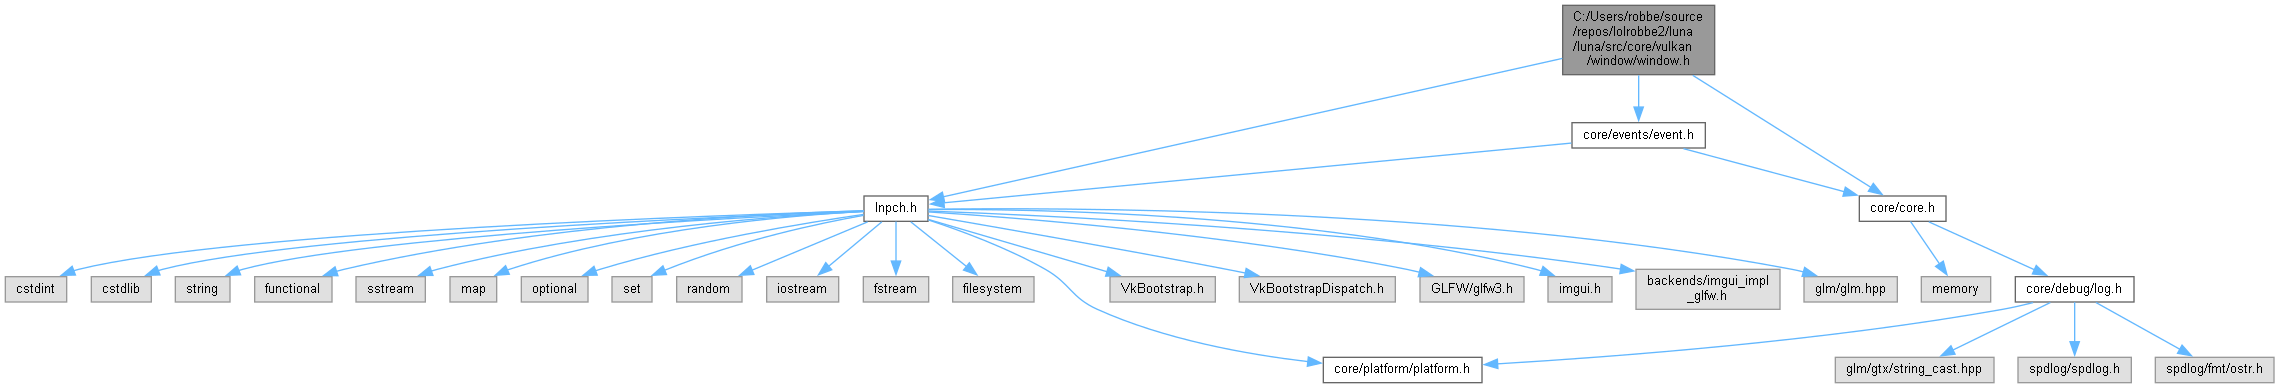 C:/Users/robbe/source
/repos/lolrobbe2/luna
/luna/src/core/vulkan
/window/window.h
core/events/event.h
lnpch.h
core/core.h
cstdint
cstdlib
string
functional
sstream
map
optional
set
random
iostream
fstream
filesystem
VkBootstrap.h
VkBootstrapDispatch.h
GLFW/glfw3.h
imgui.h
backends/imgui_impl
_glfw.h
glm/glm.hpp
memory
core/debug/log.h
core/platform/platform.h
glm/gtx/string_cast.hpp
spdlog/spdlog.h
spdlog/fmt/ostr.h